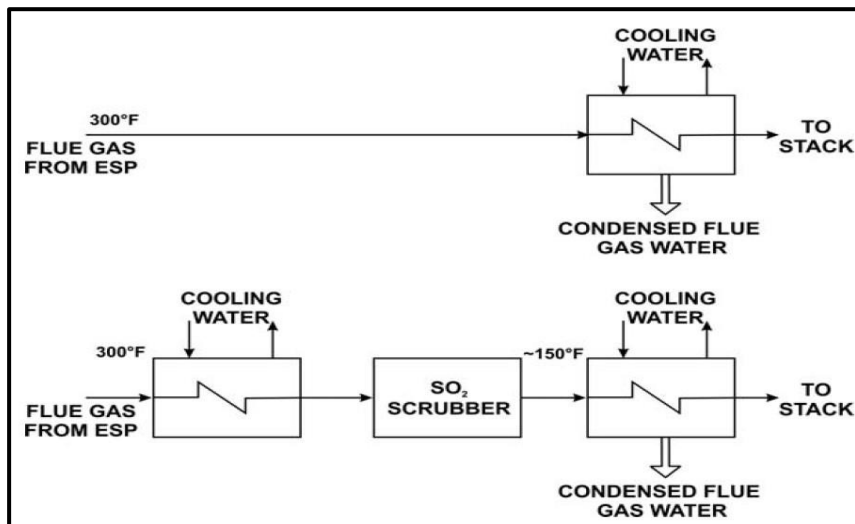 COOLING
WATER
300°F
FLUE GAS
FROM ESP
TO
STACK
CONDENSED FLUE
GAS WATER
COOLING
WATER
300°F
FLUE GAS
FROM ESP
SO₂
SCRUBBER
~150°F
COOLING
WATER
TO
STACK
CONDENSED FLUE
GAS WATER